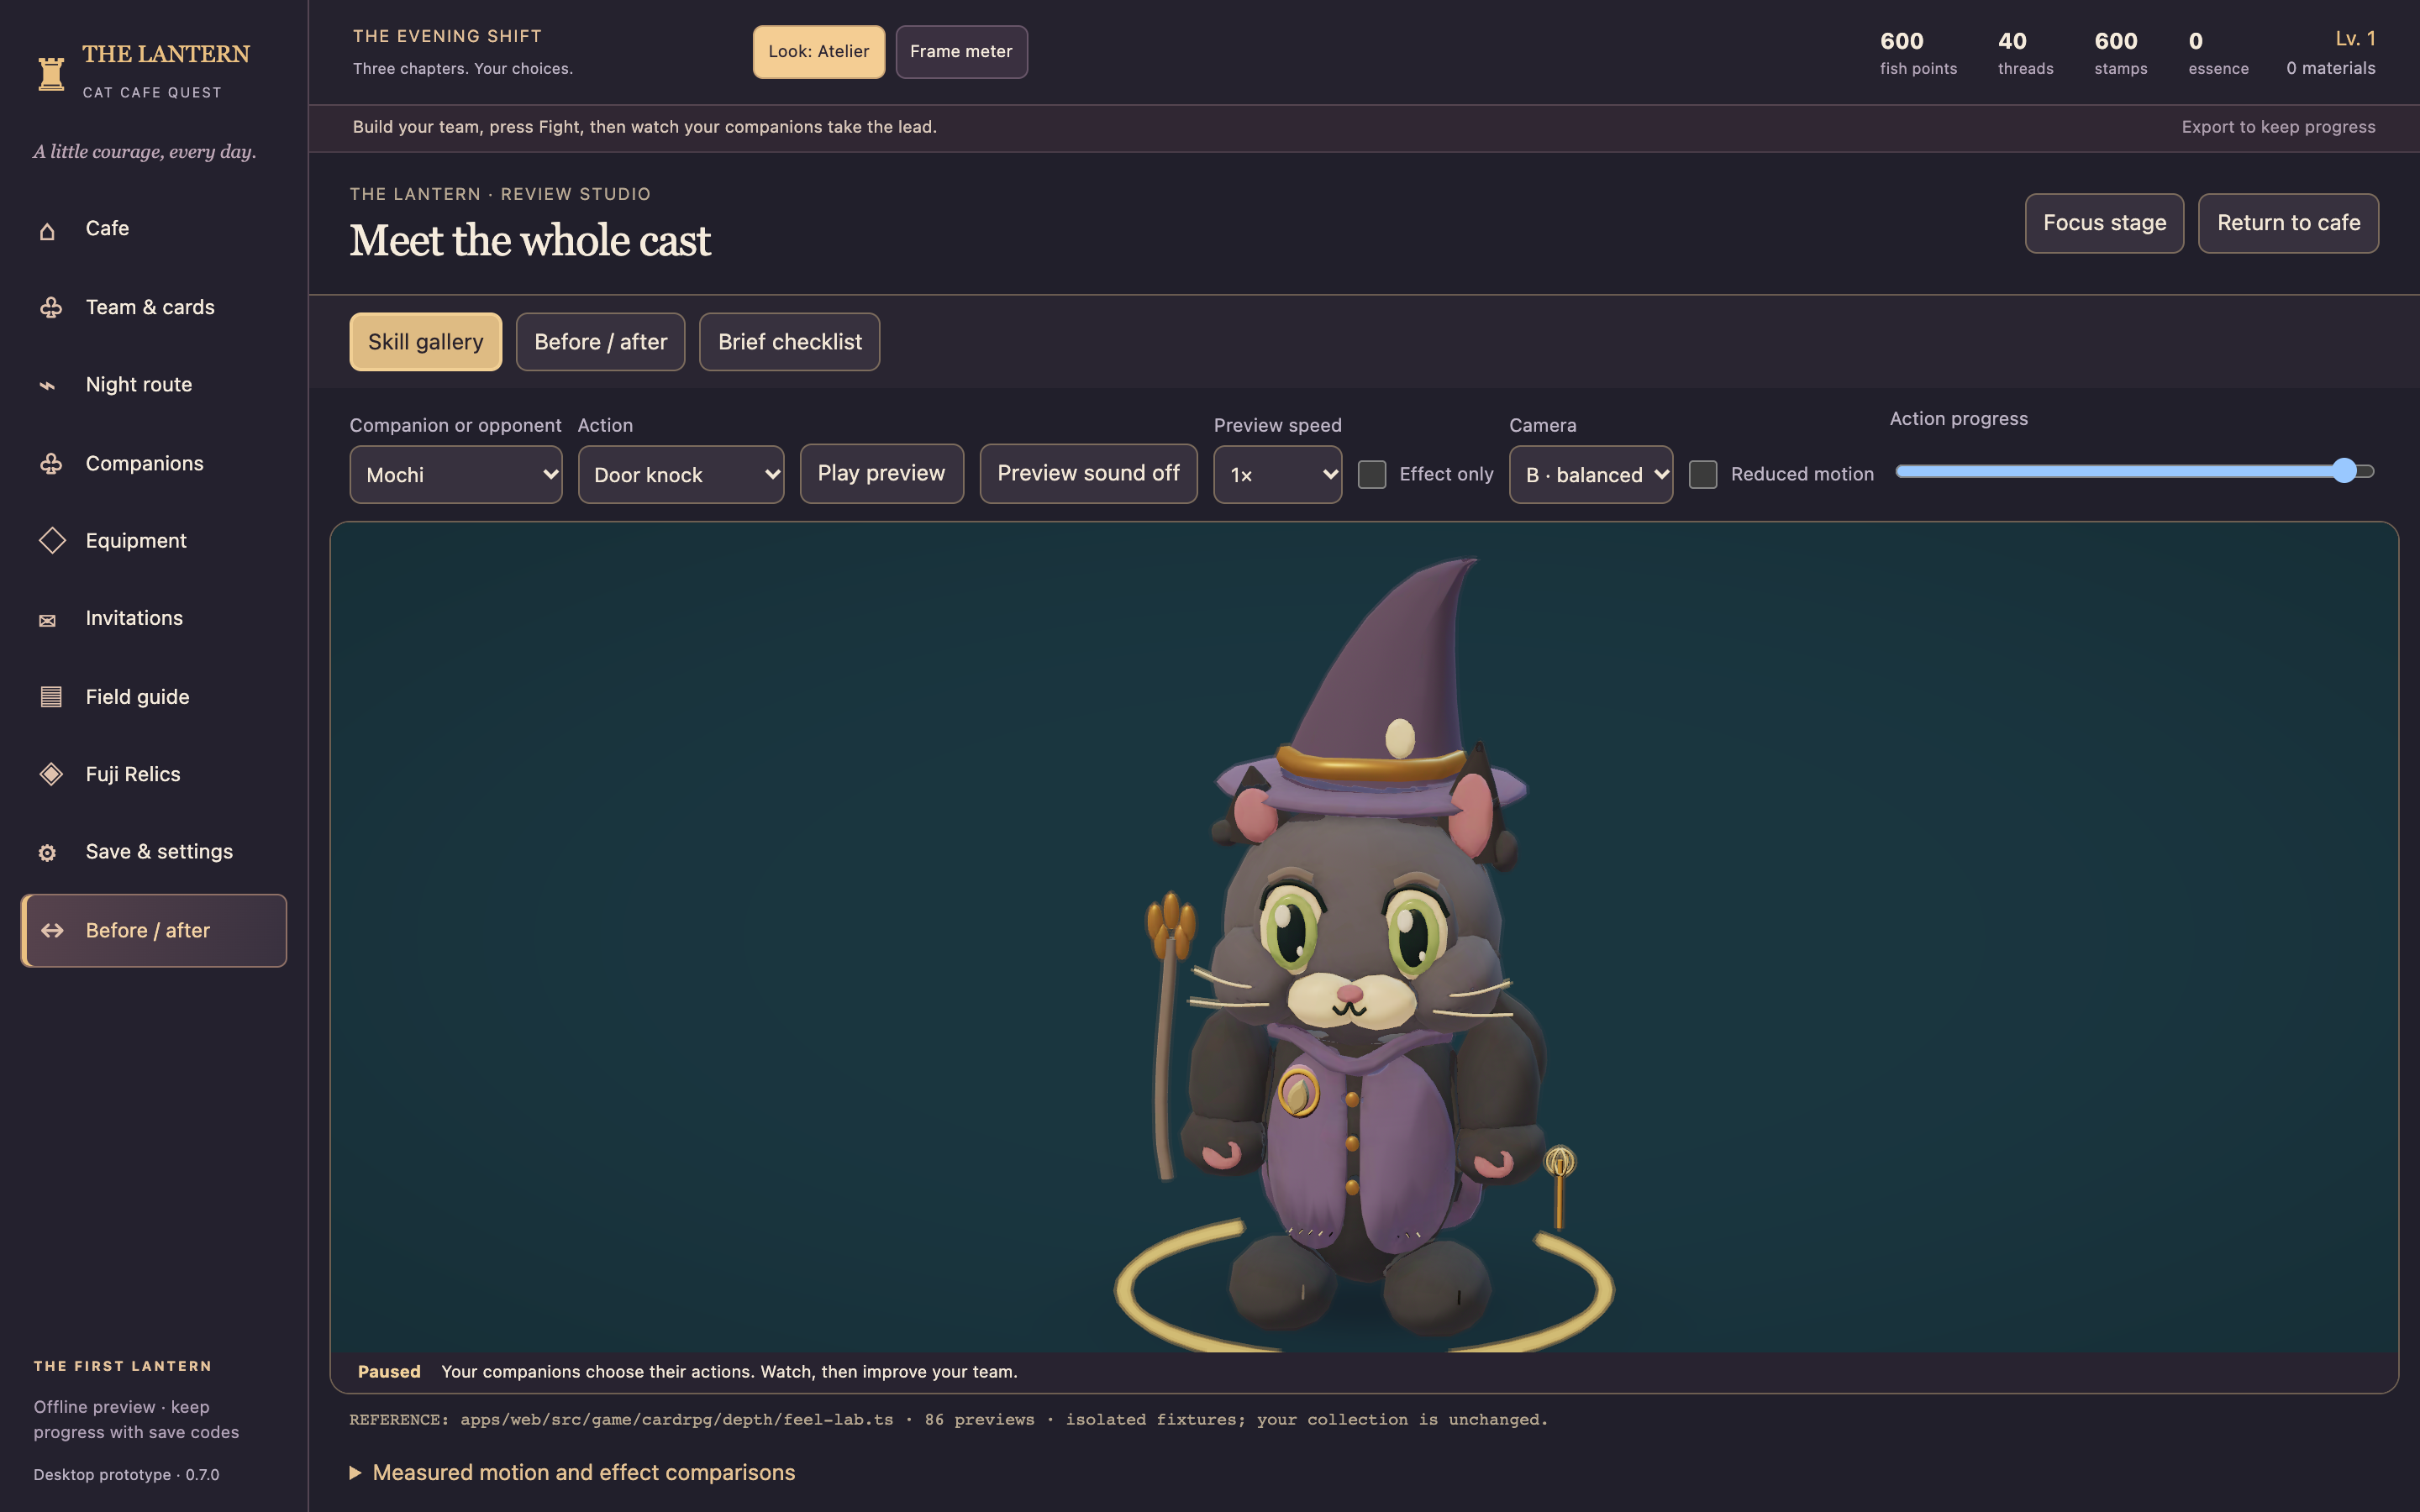 THE LANTERN
CAT CAFE QUEST
A little courage, every day.
Cafe
Team & cards
Night route
Companions
Equipment
Invitations
Field guide
Fuji Relics
Save & settings
Before / after
THE FIRST LANTERN
Offline preview · keep
progress with save codes
Desktop prototype · 0.7.0
THE EVENING SHIFT
Three chapters. Your choices.
Look: Atelier
Frame meter
600
fish points
40
threads
600
stamps
0
essence
Lv. 1
0 materials
Build your team, press Fight, then watch your companions take the lead.
Export to keep progress
THE LANTERN · REVIEW STUDIO
Meet the whole cast
Focus stage
Return to cafe
Skill gallery
Before / after
Brief checklist
Companion or opponent
Mochi
Action
Door knock
Play preview
Preview sound off
Preview speed
1×
Effect only
Camera
B · balanced
Reduced motion
Action progress
Paused Your companions choose their actions. Watch, then improve your team.
REFERENCE: apps/web/src/game/cardrpg/depth/feel-lab.ts · 86 previews · isolated fixtures; your collection is unchanged.
Measured motion and effect comparisons